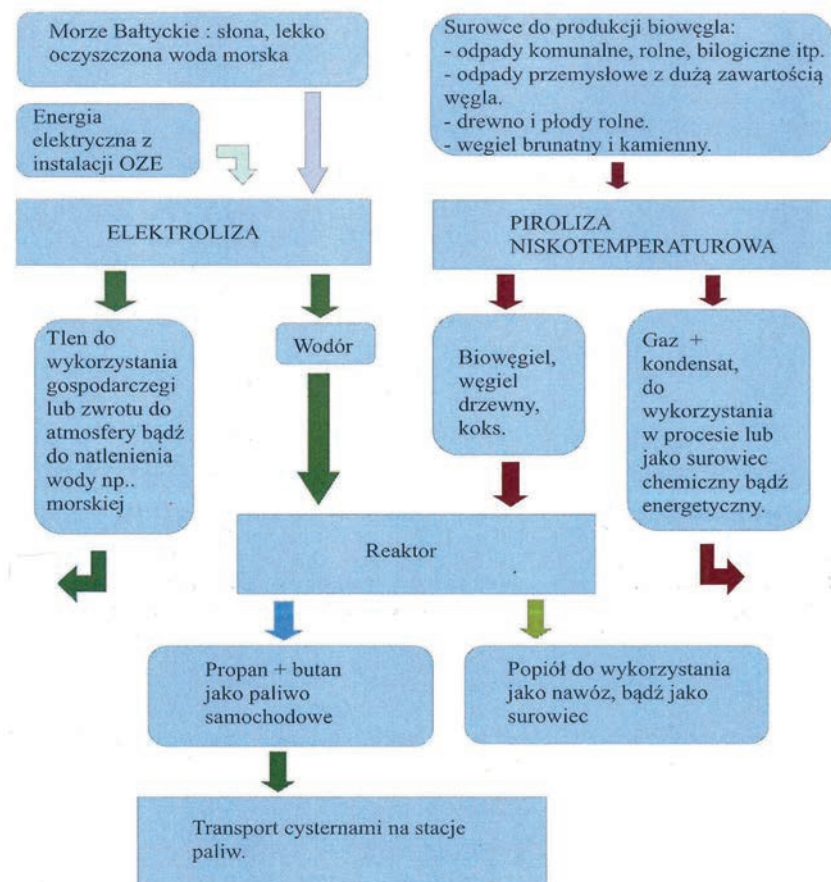 Morze Bałtyckie : słona, lekko
oczyszczona woda morska
Energia
elektryczna z
instalacji OZE
ELEKTROLIZA
Tlen do
wykorzystania
gospodarczegi
lub zwrotu do
atmosfery bądź
do natlenienia
wody np..
morskiej
Wodór
Surowce do produkcji biowęgla:
- odpady komunalne, rolne, bilogiczne itp.
- odpady przemysłowe z dużą zawartością
węgla.
- drewno i płody rolne.
- węgiel brunatny i kamienny.
PIROLIZA
NISKOTEMPERATUROWA
Biowęgiel,
węgiel
drzewny,
koks.
Gaz +
kondensat,
do
wykorzystania
w procesie lub
jako surowiec
chemiczny bądź
energetyczny.
Reaktor
Propan + butan
jako paliwo
samochodowe
Popiół do wykorzystania
jako nawóz, bądź jako
surowiec
Transport cysternami na stacje
paliw.